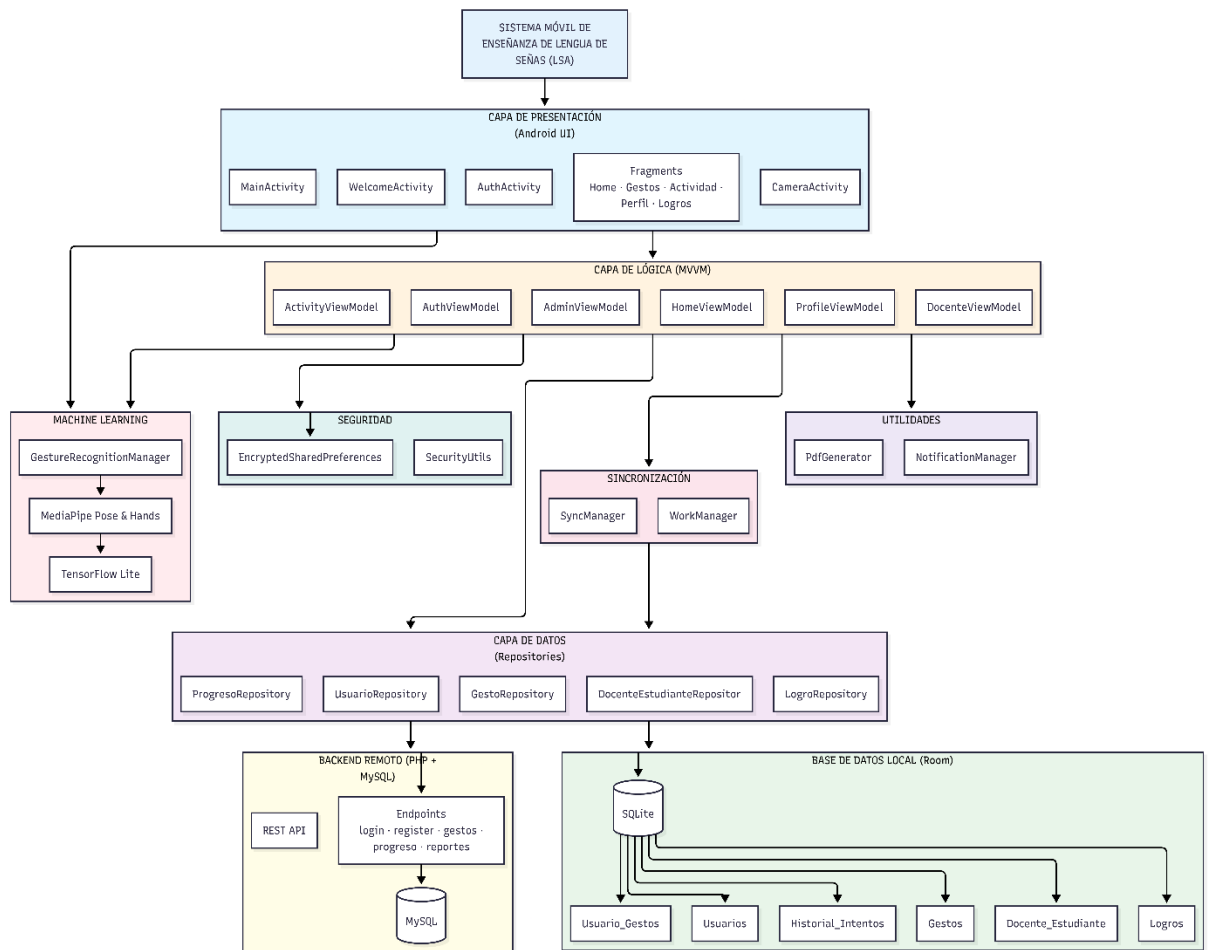 SISTEMA MÓVIL DE
ENSEÑANZA DE LENGUA DE
SEÑAS (LSA)
CAPA DE PRESENTACIÓN
(Android UI)
MainActivity
WelcomeActivity
AuthActivity
Fragments
Home · Gestos · Actividad ·
Perfil · Logros
CameraActivity
CAPA DE LÓGICA (MVVM)
ActivityViewModel
AuthViewModel
AdminViewModel
HomeViewModel
ProfileViewModel
DocenteViewModel
MACHINE LEARNING
GestureRecognitionManager
MediaPipe Pose & Hands
TensorFlow Lite
SEGURIDAD
EncryptedSharedPreferences
SecurityUtils
UTILIDADES
PdfGenerator
NotificationManager
SINCRONIZACIÓN
SyncManager
WorkManager
CAPA DE DATOS
(Repositories)
ProgresoRepository
UsuarioRepository
GestoRepository
DocenteEstudianteRepositor
LogroRepository
BACKEND REMOTO (PHP +
MySQL)
REST API
Endpoints
login · register · gestos ·
progreso · reportes
MySQL
BASE DE DATOS LOCAL (Room)
SQLite
Usuario_Gestos
Usuarios
Historial_Intentos
Gestos
Docente_Estudiante
Logros